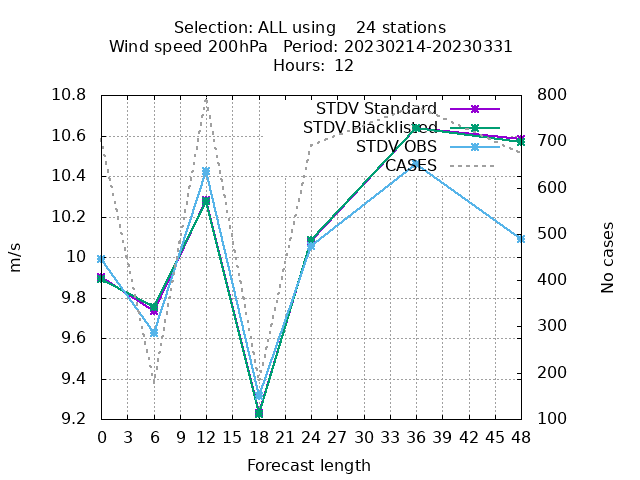 Selection: ALL using    24 stations
Wind speed 200hPa   Period: 20230214-20230331
Hours:  12
STDV Standard
STDV Blacklisted
STDV OBS
CASES
10.8
10.6
10.4
10.2
10
9.8
9.6
9.4
9.2
800
700
600
500
400
300
200
100
m/s
No cases
0 3 6 9 12 15 18 21 24 27 30 33 36 39 42 45 48
Forecast length